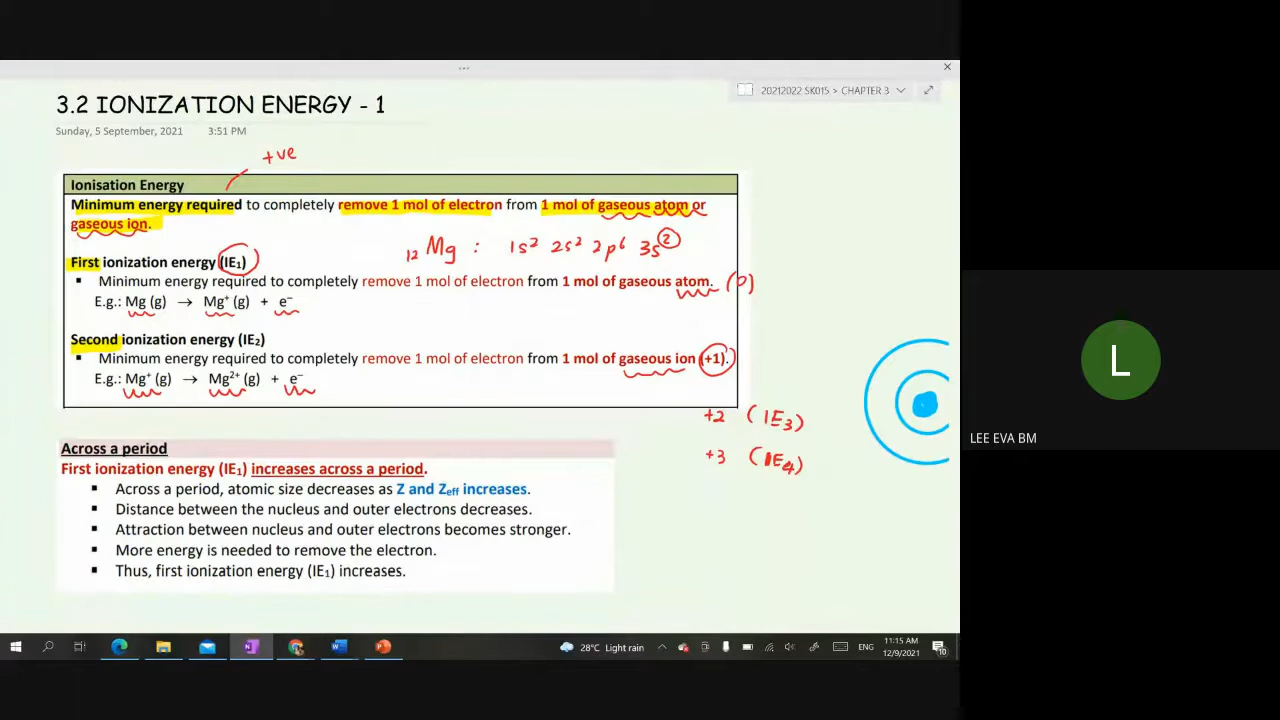 3.2 IONIZATION ENERGY - 1
20212022 SK015 > CHAPTER 3
Sunday, 5 September, 2021 3:51 PM
+ve
Ionisation Energy
Minimum energy required to completely remove 1 mol of electron from 1 mol of gaseous atom or
gaseous ion.
₁₂Mg : 1s² 2s² 2p⁶ 3s²
First ionization energy (IE₁)
▪ Minimum energy required to completely remove 1 mol of electron from 1 mol of gaseous atom. (0)
E.g.: Mg (g) → Mg⁺ (g) + e⁻
Second ionization energy (IE₂)
▪ Minimum energy required to completely remove 1 mol of electron from 1 mol of gaseous ion (+1).
E.g.: Mg⁺ (g) → Mg²⁺ (g) + e⁻
+2 (IE₃)
+3 (IE₄)
Across a period
First ionization energy (IE₁) increases across a period.
▪ Across a period, atomic size decreases as Z and Zeff increases.
▪ Distance between the nucleus and outer electrons decreases.
▪ Attraction between nucleus and outer electrons becomes stronger.
▪ More energy is needed to remove the electron.
▪ Thus, first ionization energy (IE₁) increases.
L
LEE EVA BM
28°C Light rain
ENG
11:15 AM
12/9/2021
10